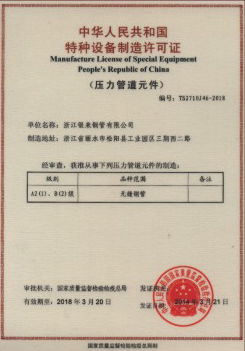 中华人民共和国
特种设备制造许可证
Manufacture License of Special Equipment
People's Republic of China
（压力管道元件）
编号：TS2710J46-2018
单位名称：浙江银来钢管有限公司
制造地址：浙江省丽水市松阳县工业园区三期西二路
经审查，获准从事下列压力管道元件的制造：
级别 品种范围 备注
A2(1)、B(2)级 无缝钢管
审批机关：国家质量监督检验检疫总局 发证机关：
有效期至：2018年3月20日 发证日期：2014年3月21日
国家质量监督检验检疫总局制